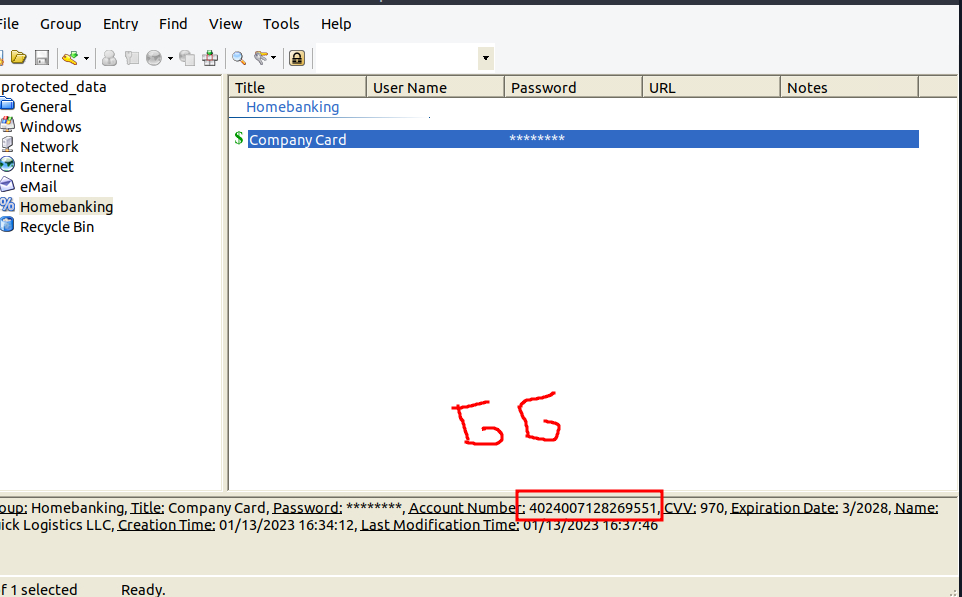 File Group Entry Find View Tools Help
protected_data
General
Windows
Network
Internet
eMail
Homebanking
Recycle Bin
Title User Name Password URL Notes
Homebanking
$ Company Card ********
GG
oup: Homebanking, Title: Company Card, Password: ********, Account Number: 4024007128269551, CVV: 970, Expiration Date: 3/2028, Name:
ick Logistics LLC, Creation Time: 01/13/2023 16:34:12, Last Modification Time: 01/13/2023 16:37:46
f 1 selected Ready.